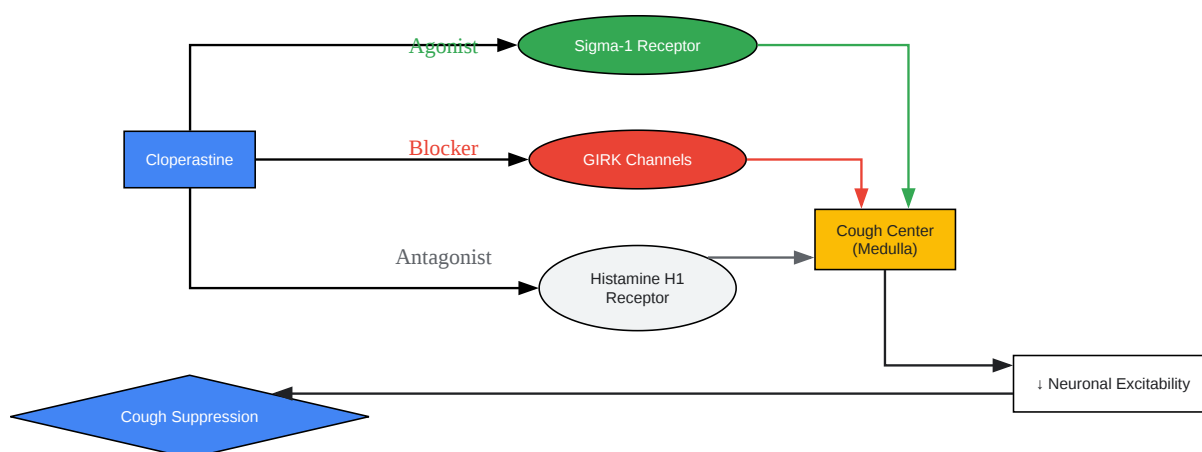 Agonist
Sigma-1 Receptor
Cloperastine
Blocker
GIRK Channels
Cough Center
(Medulla)
Antagonist
Histamine H1
Receptor
↓ Neuronal Excitability
Cough Suppression